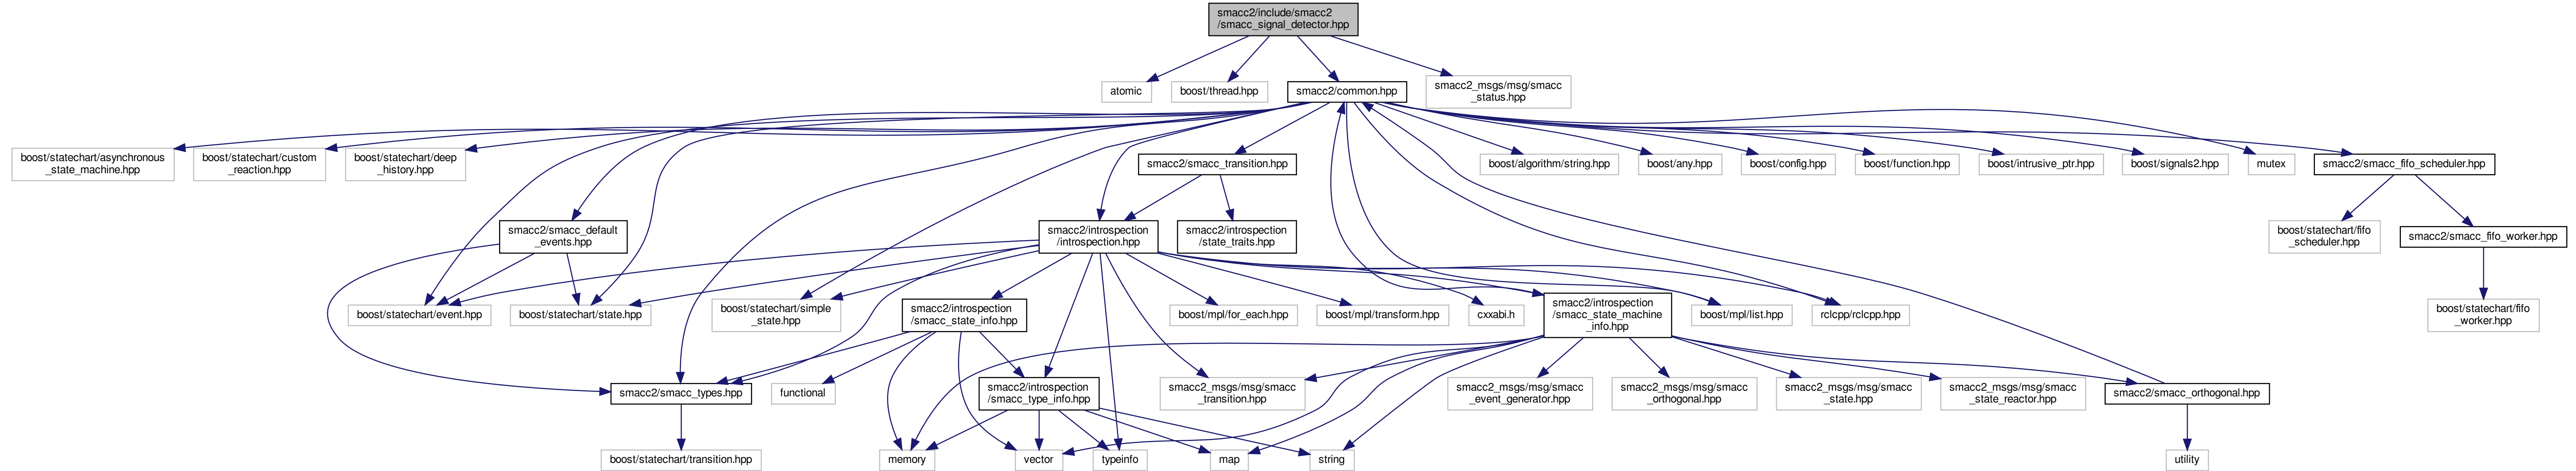 smacc2/include/smacc2
/smacc_signal_detector.hpp
atomic
boost/thread.hpp
smacc2/common.hpp
smacc2_msgs/msg/smacc
_status.hpp
boost/statechart/asynchronous
_state_machine.hpp
boost/statechart/custom
_reaction.hpp
boost/statechart/deep
_history.hpp
smacc2/smacc_transition.hpp
boost/algorithm/string.hpp
boost/any.hpp
boost/config.hpp
boost/function.hpp
boost/intrusive_ptr.hpp
boost/signals2.hpp
mutex
smacc2/smacc_fifo_scheduler.hpp
smacc2/smacc_default
_events.hpp
smacc2/introspection
/introspection.hpp
smacc2/introspection
/state_traits.hpp
boost/statechart/fifo
_scheduler.hpp
smacc2/smacc_fifo_worker.hpp
boost/statechart/event.hpp
boost/statechart/state.hpp
boost/statechart/simple
_state.hpp
smacc2/introspection
/smacc_state_info.hpp
boost/mpl/for_each.hpp
boost/mpl/transform.hpp
cxxabi.h
smacc2/introspection
/smacc_state_machine
_info.hpp
boost/mpl/list.hpp
rclcpp/rclcpp.hpp
boost/statechart/fifo
_worker.hpp
smacc2/smacc_types.hpp
functional
smacc2/introspection
/smacc_type_info.hpp
smacc2_msgs/msg/smacc
_transition.hpp
smacc2_msgs/msg/smacc
_event_generator.hpp
smacc2_msgs/msg/smacc
_orthogonal.hpp
smacc2_msgs/msg/smacc
_state.hpp
smacc2_msgs/msg/smacc
_state_reactor.hpp
smacc2/smacc_orthogonal.hpp
boost/statechart/transition.hpp
memory
vector
typeinfo
map
string
utility